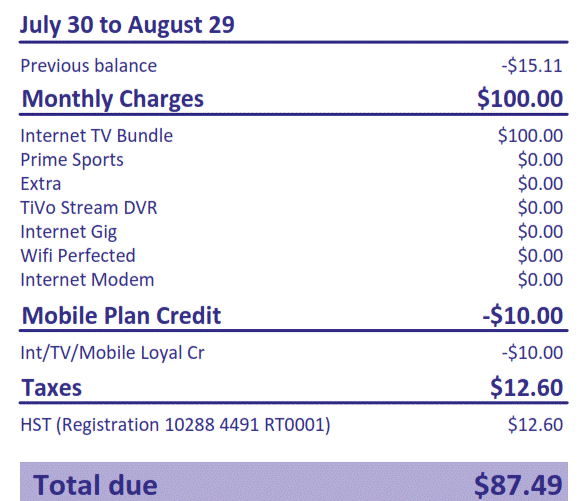 July 30 to August 29
Previous balance -$15.11
Monthly Charges $100.00
Internet TV Bundle $100.00
Prime Sports $0.00
Extra $0.00
TiVo Stream DVR $0.00
Internet Gig $0.00
Wifi Perfected $0.00
Internet Modem $0.00
Mobile Plan Credit -$10.00
Int/TV/Mobile Loyal Cr -$10.00
Taxes $12.60
HST (Registration 10288 4491 RT0001) $12.60
Total due $87.49